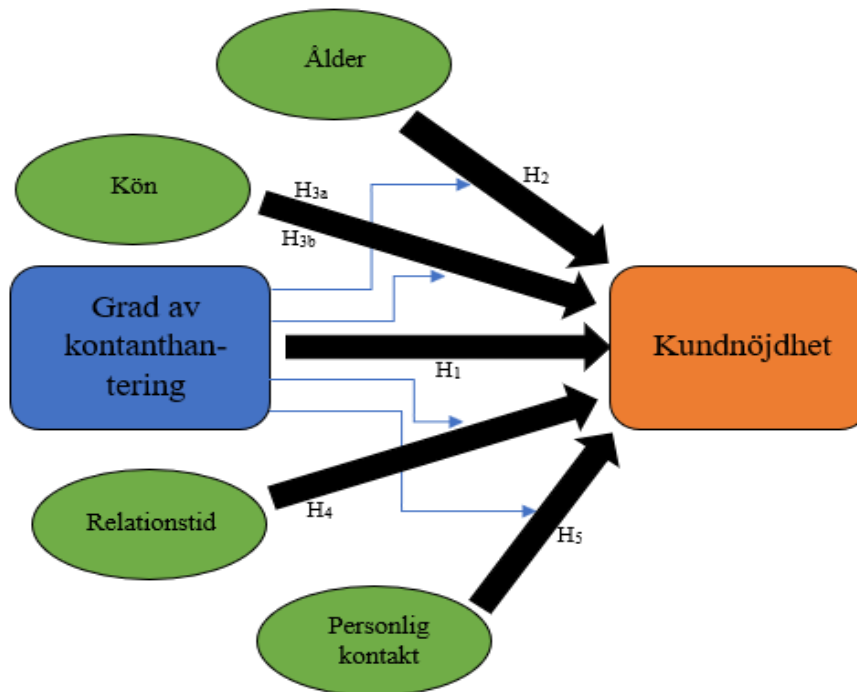 Ålder
Kön
H3a
H2
H3b
Grad av
kontanthan-
tering
Kundnöjdhet
H1
Relationstid
H4
H5
Personlig
kontakt